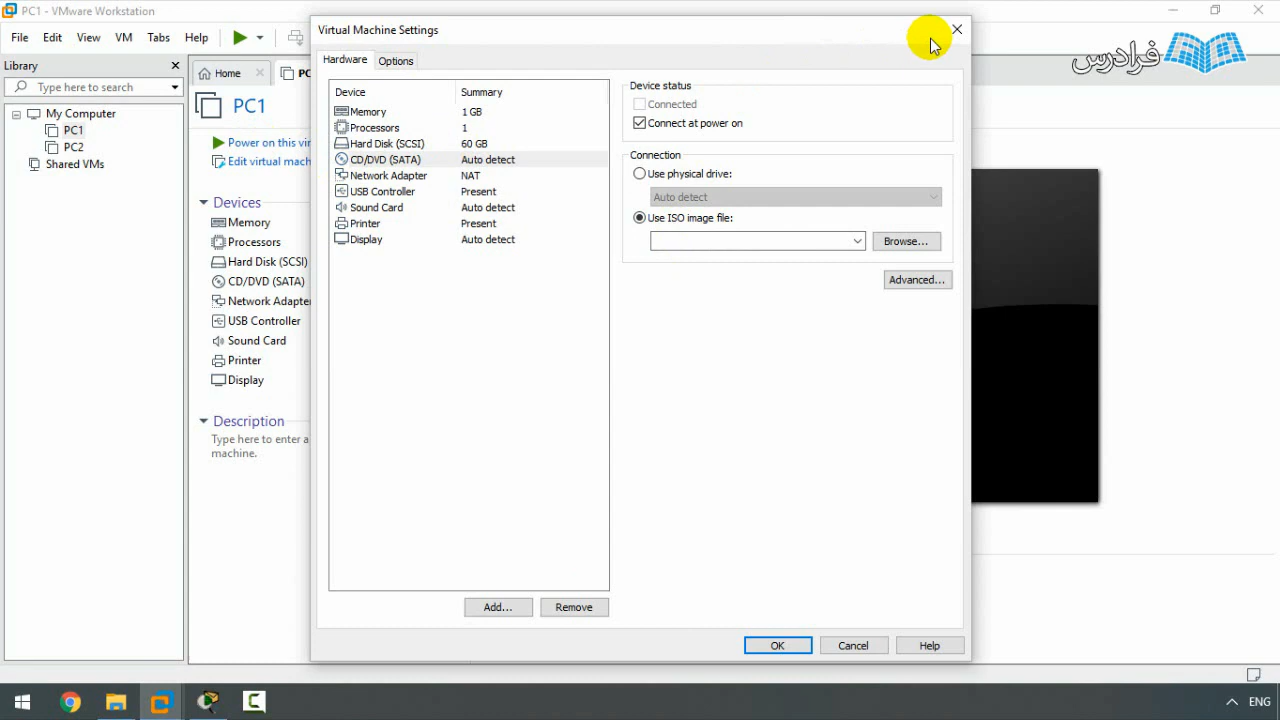 PC1 - VMware Workstation
File Edit View VM Tabs Help
Library
Type here to search
My Computer
PC1
PC2
Shared VMs
Home
PC
PC1
Power on this vir
Edit virtual mach
Devices
Memory
Processors
Hard Disk (SCSI)
CD/DVD (SATA)
Network Adapte
USB Controller
Sound Card
Printer
Display
Description
Type here to enter a
machine.
Virtual Machine Settings
Hardware Options
Device Summary
Memory 1 GB
Processors 1
Hard Disk (SCSI) 60 GB
CD/DVD (SATA) Auto detect
Network Adapter NAT
USB Controller Present
Sound Card Auto detect
Printer Present
Display Auto detect
Add... Remove
Device status
Connected
Connect at power on
Connection
Use physical drive:
Auto detect
Use ISO image file:
Browse...
Advanced...
OK Cancel Help
فرادرس
ENG